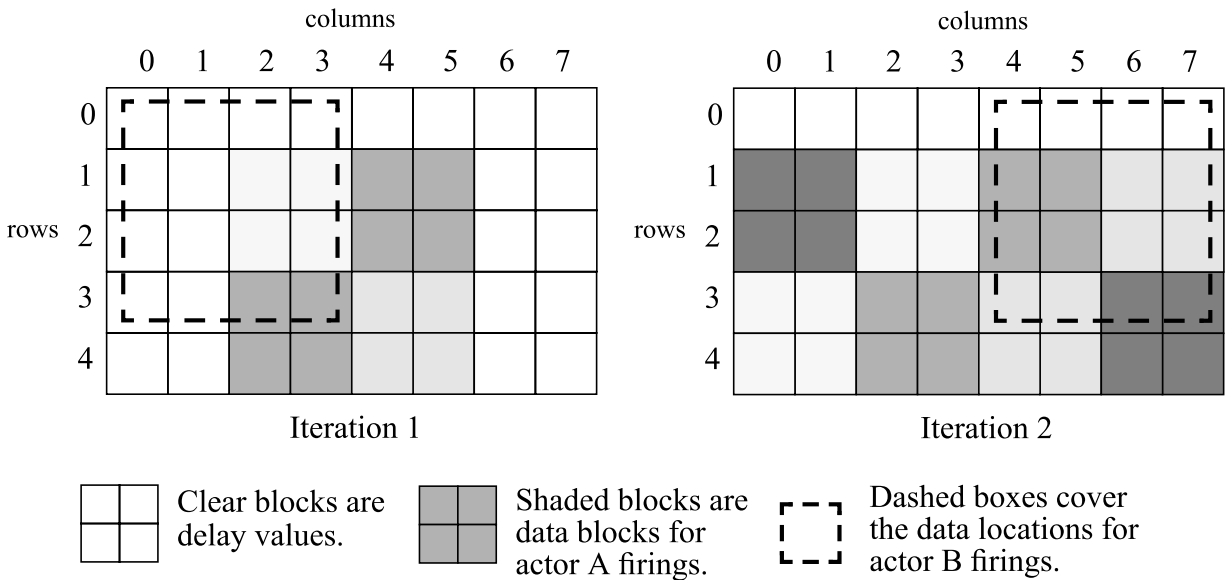 columns
0 1 2 3 4 5 6 7
rows
0
1
2
3
4
Iteration 1
columns
0 1 2 3 4 5 6 7
rows
0
1
2
3
4
Iteration 2
Clear blocks are
delay values.
Shaded blocks are
data blocks for
actor A firings.
Dashed boxes cover
the data locations for
actor B firings.